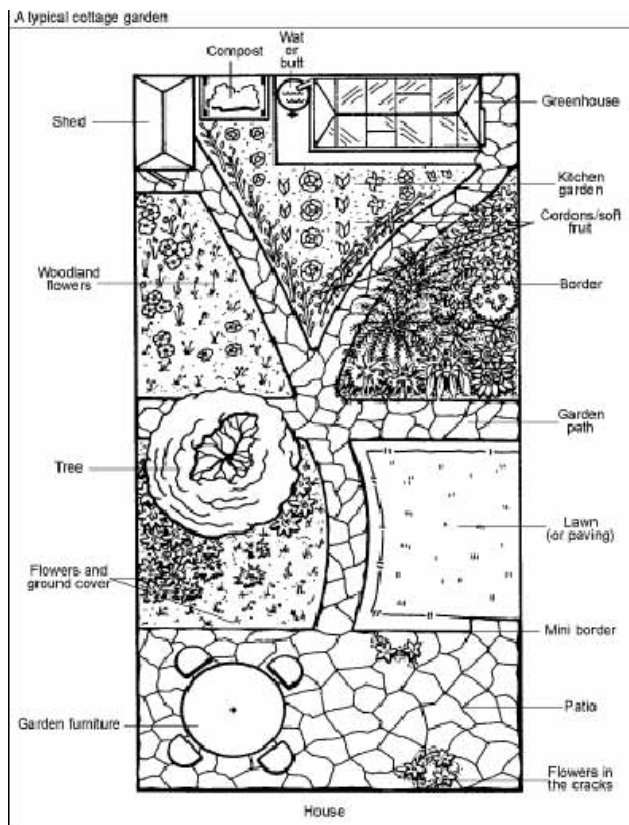 A typical cottage garden
Compost
Wat
or
butt
Greenhouse
Shed
Kitchen
garden
Cordons/soft
fruit
Woodland
flowers
Border
Garden
path
Tree
Lawn
(or paving)
Flowers and
ground cover
Mini border
Garden furniture
Patio
Flowers in
the cracks
House